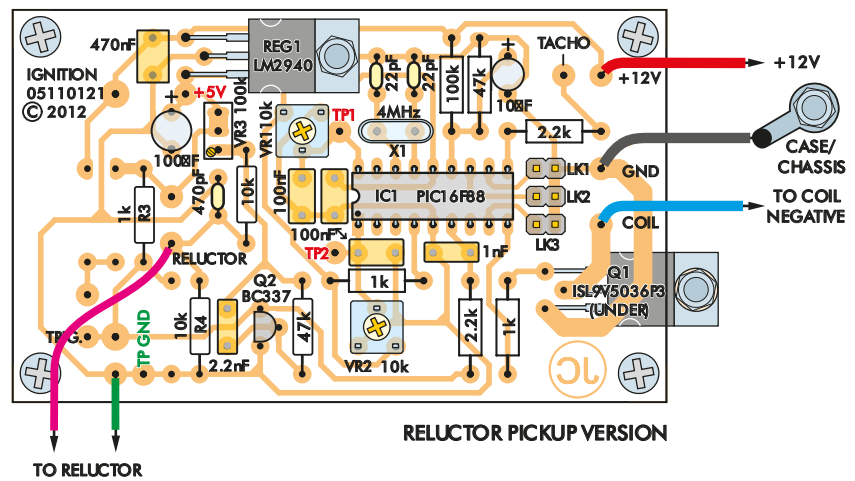 470nF
IGNITION
05110121
© 2012
+5V
100µF
REG1
LM2940
VR3 100k
VR1 10k
TP1
22pF
22pF
4MHz
X1
100k
47k
10µF
TACHO
+12V
+12V
2.2k
CASE/
CHASSIS
GND
LK1
LK2
LK3
TO COIL
NEGATIVE
COIL
IC1 PIC16F88
1k
R3
470pF
10k
100nF
100nF
TP2
1nF
RELUCTOR
1k
Q1
ISL9V5036P3
(UNDER)
Q2
BC337
TRIG.
TP GND
10k
R4
2.2nF
47k
VR2 10k
2.2k
1k
JC
RELUCTOR PICKUP VERSION
TO RELUCTOR